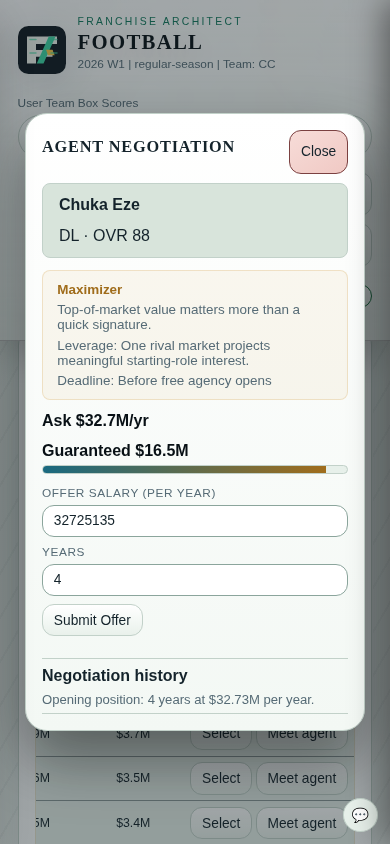 FRANCHISE ARCHITECT
FOOTBALL
2026 W1 | regular-season | Team: CC
User Team Box Scores
AGENT NEGOTIATION
Close
Chuka Eze
DL · OVR 88
Maximizer
Top-of-market value matters more than a
quick signature.
Leverage: One rival market projects
meaningful starting-role interest.
Deadline: Before free agency opens
Ask $32.7M/yr
Guaranteed $16.5M
OFFER SALARY (PER YEAR)
32725135
YEARS
4
Submit Offer
Negotiation history
Opening position: 4 years at $32.73M per year.
9M $3.7M Select Meet agent
6M $3.5M Select Meet agent
5M $3.4M Select Meet agent